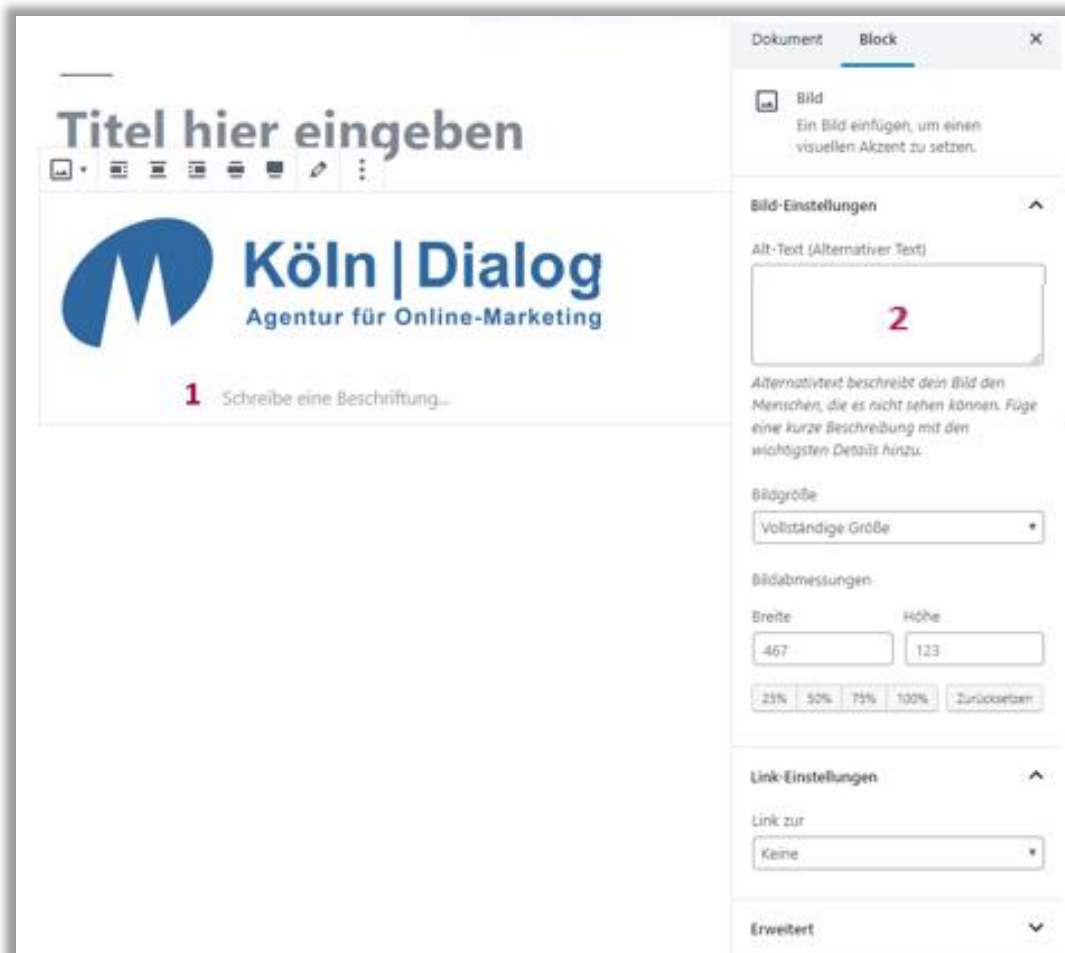 Titel hier eingeben
Köln|Dialog
Agentur für Online-Marketing
1 Schreibe eine Beschriftung...
Dokument Block ×
Bild
Ein Bild einfügen, um einen
visuellen Akzent zu setzen.
Bild-Einstellungen
Alt-Text (Alternativer Text)
2
Alternativtext beschreibt dein Bild den
Menschen, die es nicht sehen können. Füge
eine kurze Beschreibung mit den
wichtigsten Details hinzu.
Bildgröße
Vollständige Größe
Bildabmessungen
Breite Höhe
467 123
25% 50% 75% 100% Zurücksetzen
Link-Einstellungen
Link zur
Keine
Erweitert